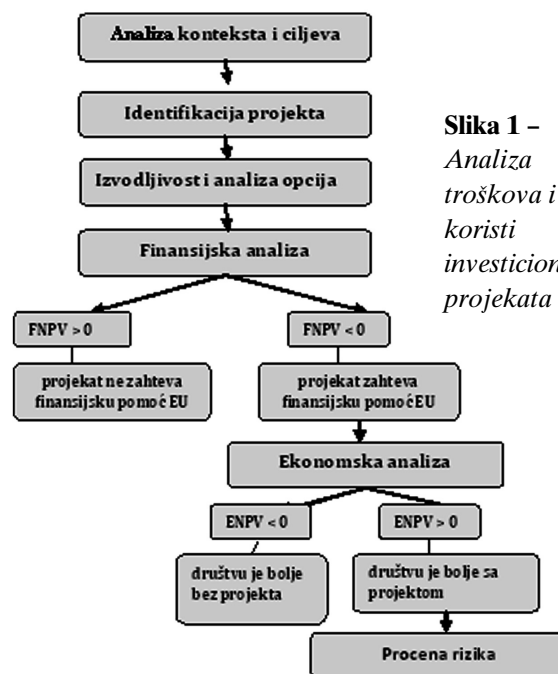 Analiza konteksta i ciljeva
Identifikacija projekta
Izvodljivost i analiza opcija
Finansijska analiza
FNPV > 0
FNPV < 0
projekat ne zahteva
finansijsku pomoć EU
projekat zahteva
finansijsku pomoć EU
Ekonomska analiza
ENPV < 0
ENPV > 0
društvu je bolje
bez projekta
društvu je bolje sa
projektom
Procena rizika
Slika 1 –
Analiza
troškova i
koristi
investicion
projekata